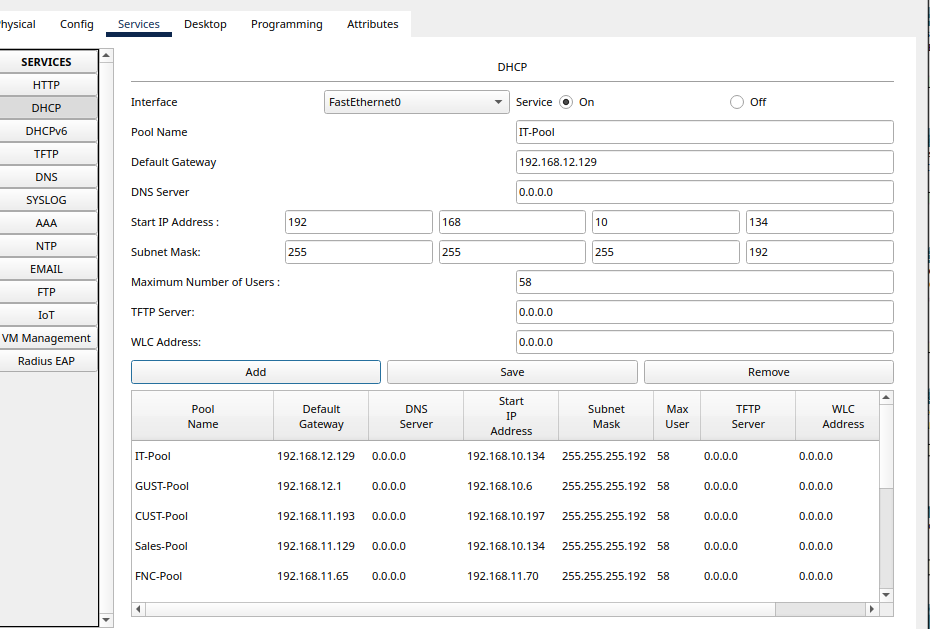 hysical Config Services Desktop Programming Attributes
SERVICES
HTTP
DHCP
DHCPv6
TFTP
DNS
SYSLOG
AAA
NTP
EMAIL
FTP
IoT
VM Management
Radius EAP
DHCP
Interface FastEthernet0 Service On Off
Pool Name IT-Pool
Default Gateway 192.168.12.129
DNS Server 0.0.0.0
Start IP Address : 192 168 10 134
Subnet Mask: 255 255 255 192
Maximum Number of Users : 58
TFTP Server: 0.0.0.0
WLC Address: 0.0.0.0
Add Save Remove
Pool Name Default Gateway DNS Server Start IP Address Subnet Mask Max User TFTP Server WLC Address
IT-Pool 192.168.12.129 0.0.0.0 192.168.10.134 255.255.255.192 58 0.0.0.0 0.0.0.0
GUST-Pool 192.168.12.1 0.0.0.0 192.168.10.6 255.255.255.192 58 0.0.0.0 0.0.0.0
CUST-Pool 192.168.11.193 0.0.0.0 192.168.10.197 255.255.255.192 58 0.0.0.0 0.0.0.0
Sales-Pool 192.168.11.129 0.0.0.0 192.168.10.134 255.255.255.192 58 0.0.0.0 0.0.0.0
FNC-Pool 192.168.11.65 0.0.0.0 192.168.11.70 255.255.255.192 58 0.0.0.0 0.0.0.0